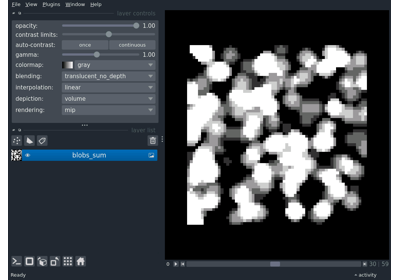 File View Plugins Window Help
layer controls
opacity: 1.00
contrast limits:
auto-contrast: once continuous
gamma: 1.00
colormap: gray
blending: translucent_no_depth
interpolation: linear
depiction: volume
rendering: mip
layer list
blobs_sum
30 59
Ready
activity